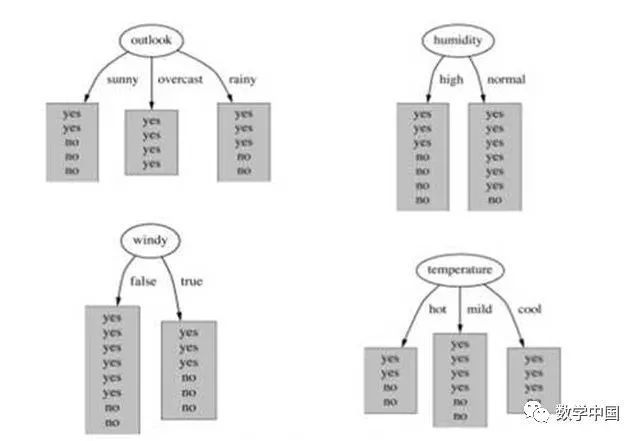 outlook
sunny overcast rainy
yes
yes
no
no
no
yes
yes
yes
yes
yes
yes
yes
no
no
humidity
high normal
yes
yes
yes
no
no
no
no
yes
yes
yes
yes
yes
yes
no
windy
false true
yes
yes
yes
yes
yes
yes
no
no
yes
yes
yes
no
no
no
temperature
hot mild cool
yes
yes
no
no
yes
yes
yes
yes
no
no
yes
yes
yes
数学中国